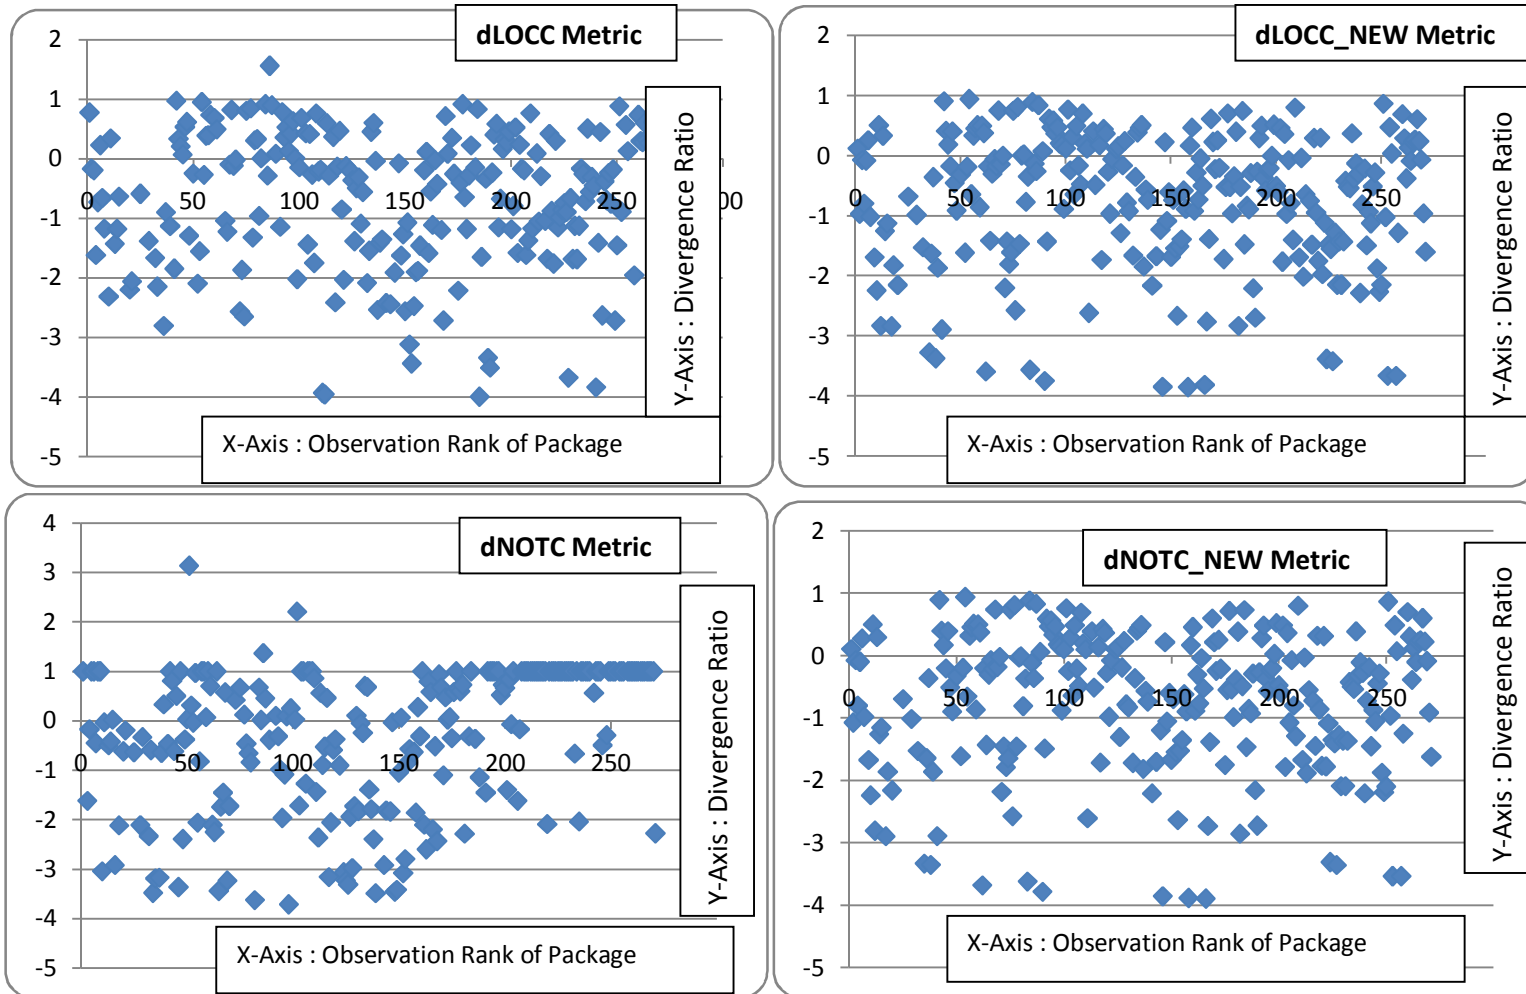 dLOCC Metric
2
1
0
-1
-2
-3
-4
-5
0 50 100 150 200 250 00
Y-Axis : Divergence Ratio
X-Axis : Observation Rank of Package
dLOCC_NEW Metric
2
1
0
-1
-2
-3
-4
-5
0 50 100 150 200 250
Y-Axis : Divergence Ratio
X-Axis : Observation Rank of Package
dNOTC Metric
4
3
2
1
0
-1
-2
-3
-4
-5
0 50 100 150 200 250
Y-Axis : Divergence Ratio
X-Axis : Observation Rank of Package
dNOTC_NEW Metric
2
1
0
-1
-2
-3
-4
-5
0 50 100 150 200 250
Y-Axis : Divergence Ratio
X-Axis : Observation Rank of Package